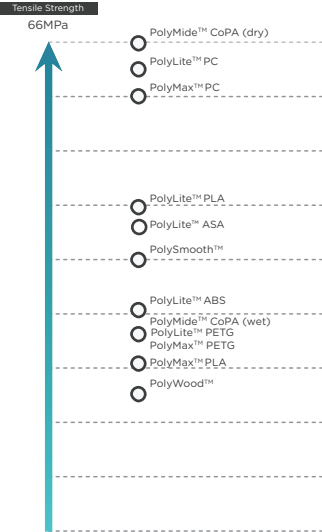 Tensile Strength
66MPa
PolyMide™ CoPA (dry)
PolyLite™ PC
PolyMax™ PC
PolyLite™ PLA
PolyLite™ ASA
PolySmooth™
PolyLite™ ABS
PolyMide™ CoPA (wet)
PolyLite™ PETG
PolyMax™ PETG
PolyMax™ PLA
PolyWood™